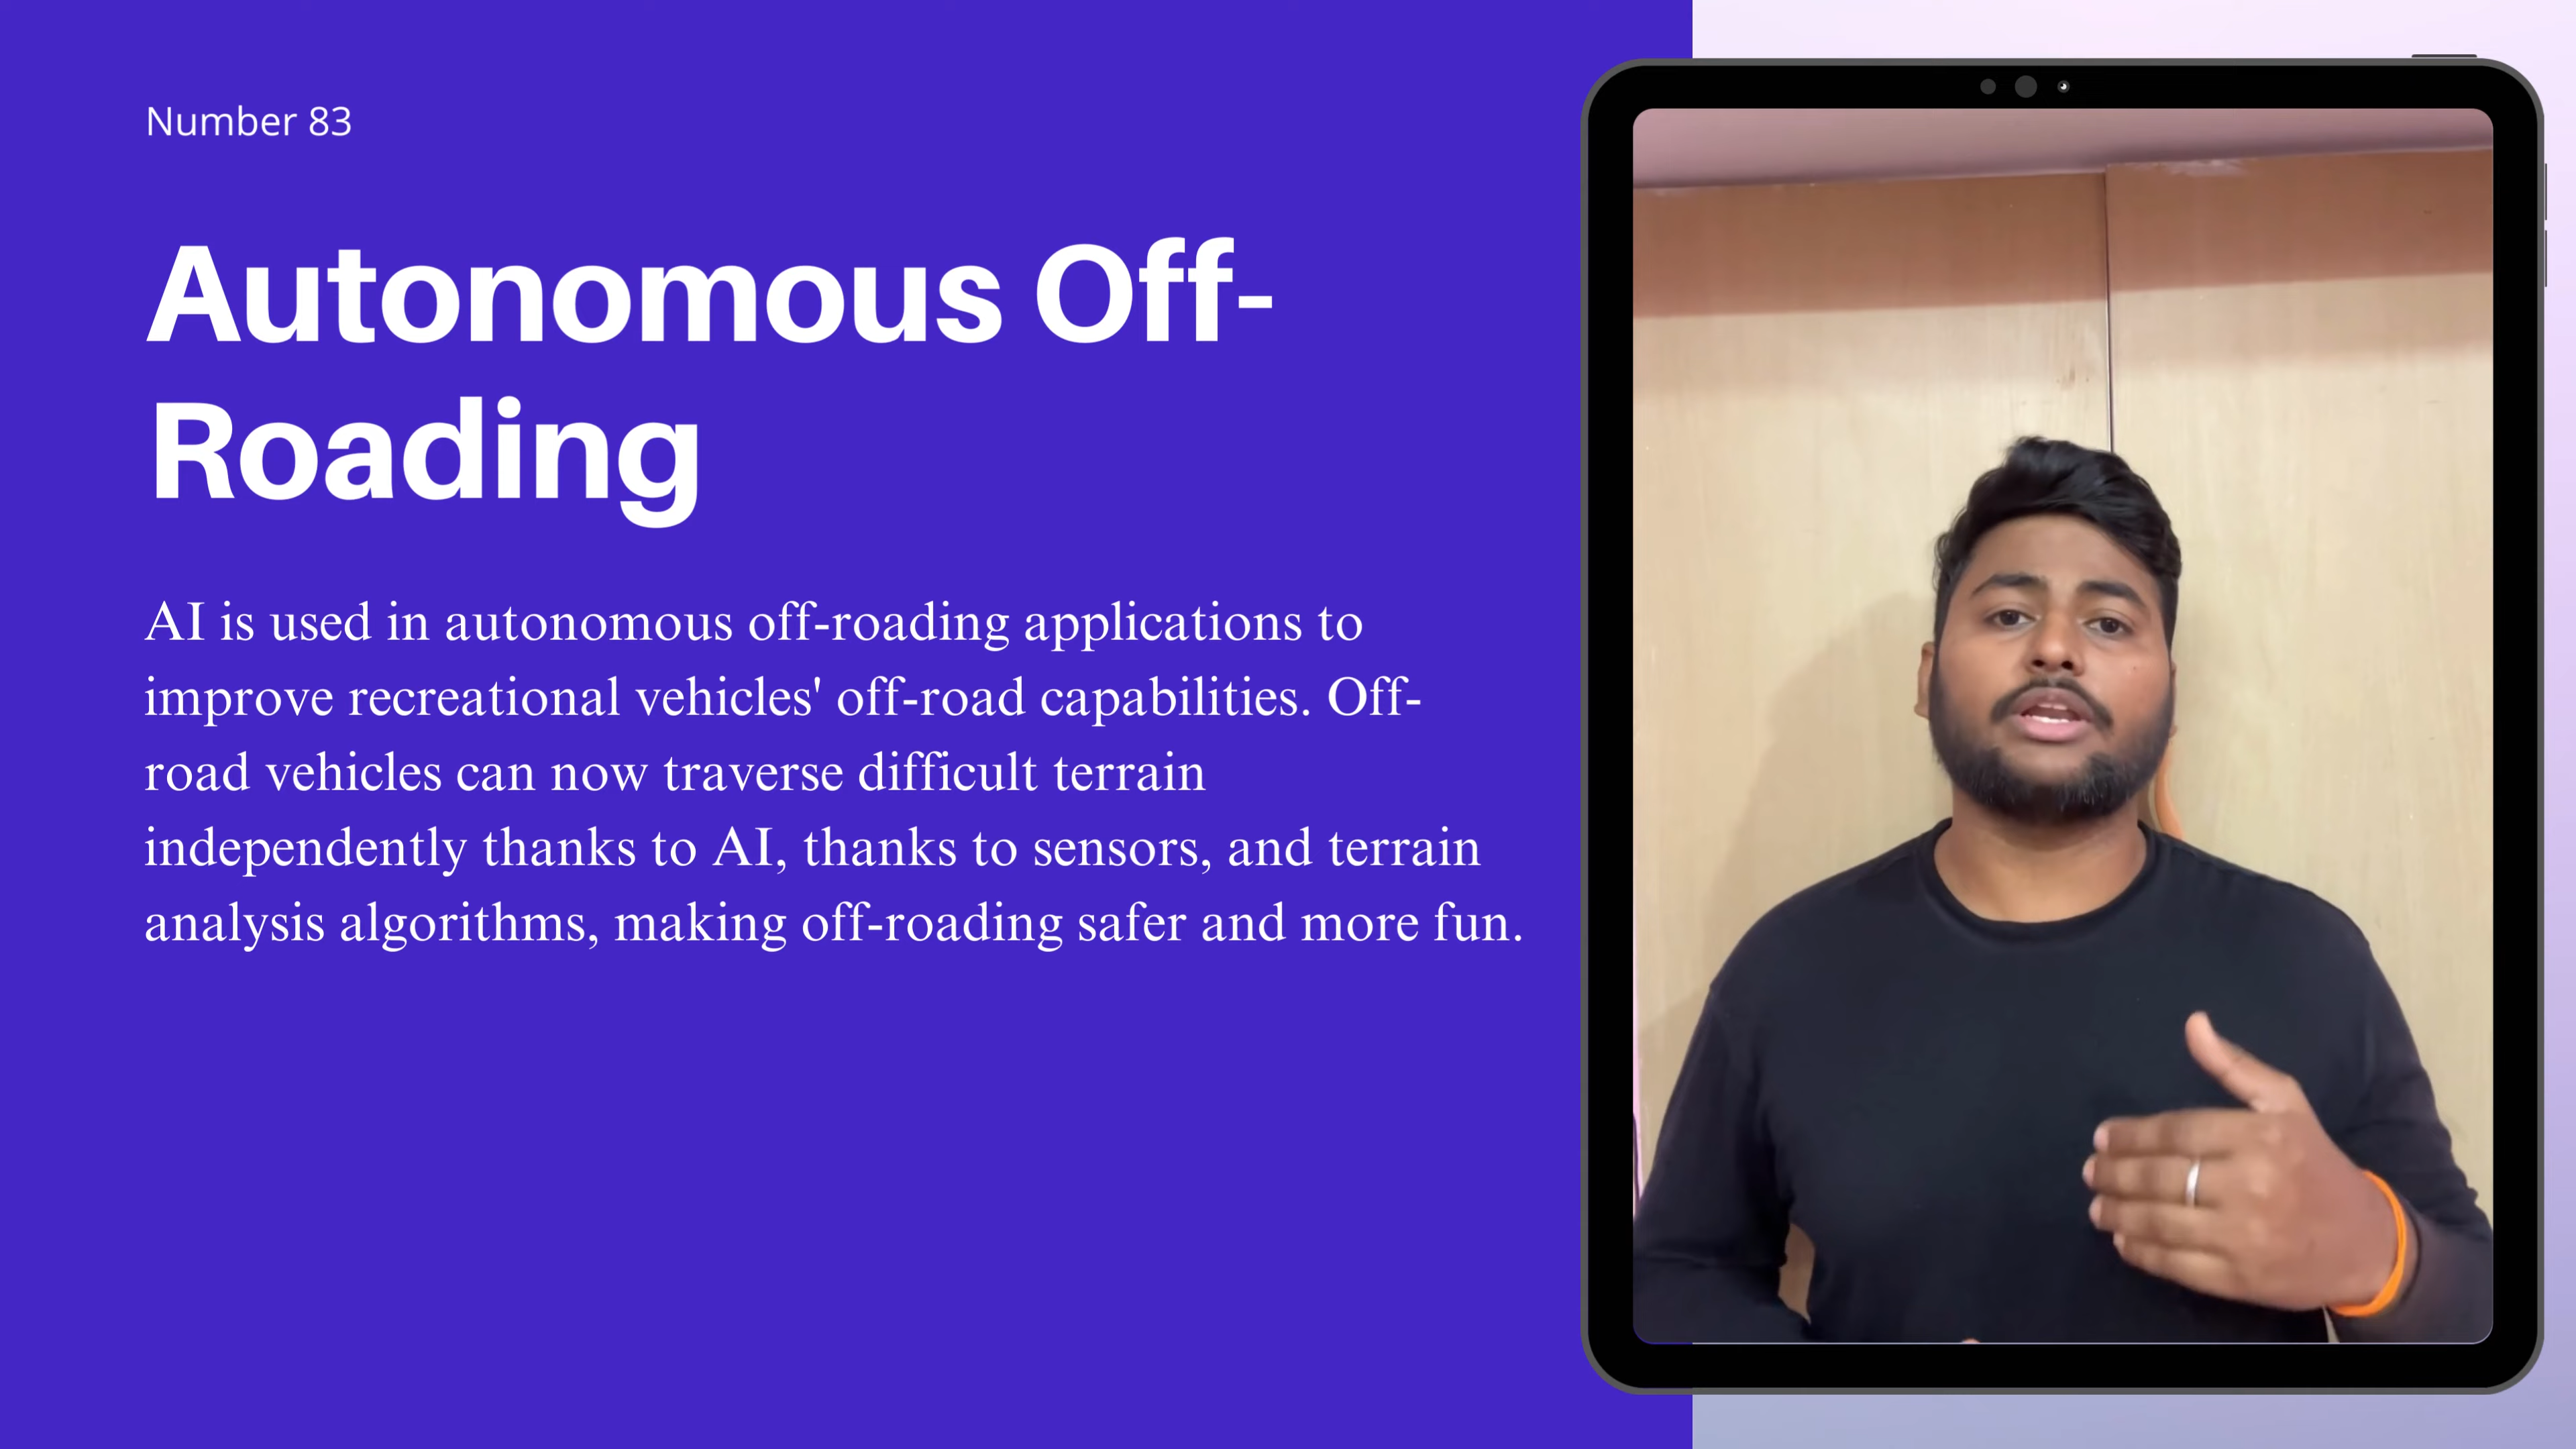 Number 83
Autonomous Off-
Roading
AI is used in autonomous off-roading applications to
improve recreational vehicles' off-road capabilities. Off-
road vehicles can now traverse difficult terrain
independently thanks to AI, thanks to sensors, and terrain
analysis algorithms, making off-roading safer and more fun.